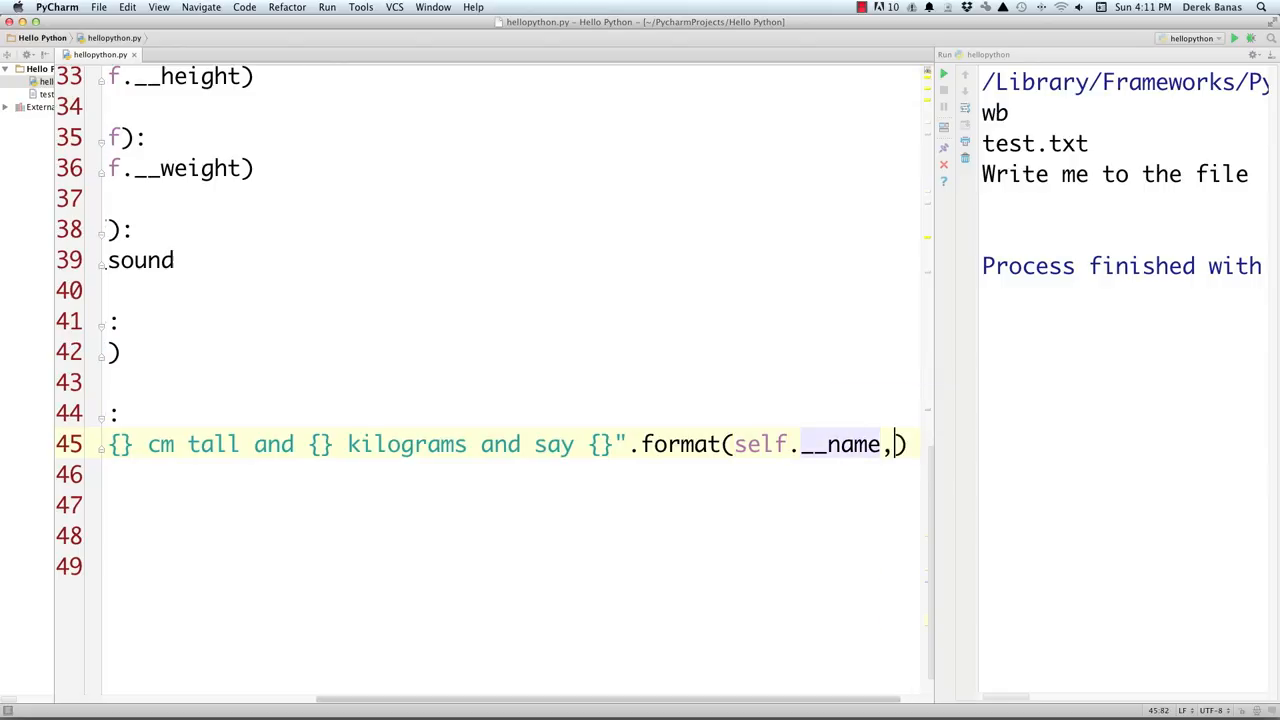 PyCharm File Edit View Navigate Code Refactor Run Tools VCS Window Help 10 Sun 4:11 PM Derek Banas
hellopython.py – Hello Python – [~/PycharmProjects/Hello Python]
Hello Python hellopython.py hellopython
hellopython.py Run hellopython
Hello P
hell
test
Extern
33 f.__height)
34
35 f):
36 f.__weight)
37
38 ):
39 _sound
40
41 :
42 )
43
44 :
45 {} cm tall and {} kilograms and say {}".format(self.__name,)
46
47
48
49
/Library/Frameworks/Py
wb
test.txt
Write me to the file
Process finished with
45:82 LF UTF-8